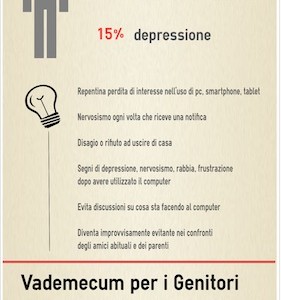 15% depressione
Repentina perdita di interesse nell'uso di pc, smartphone, tablet
Nervosismo ogni volta che riceve una notifica
Disagio o rifiuto ad uscire di casa
Segni di depressione, nervosismo, rabbia, frustrazione
dopo avere utilizzato il computer
Evita discussioni su cosa sta facendo al computer
Diventa improvvisamente evitante nei confronti
degli amici abituali e dei parenti
Vademecum per i Genitori